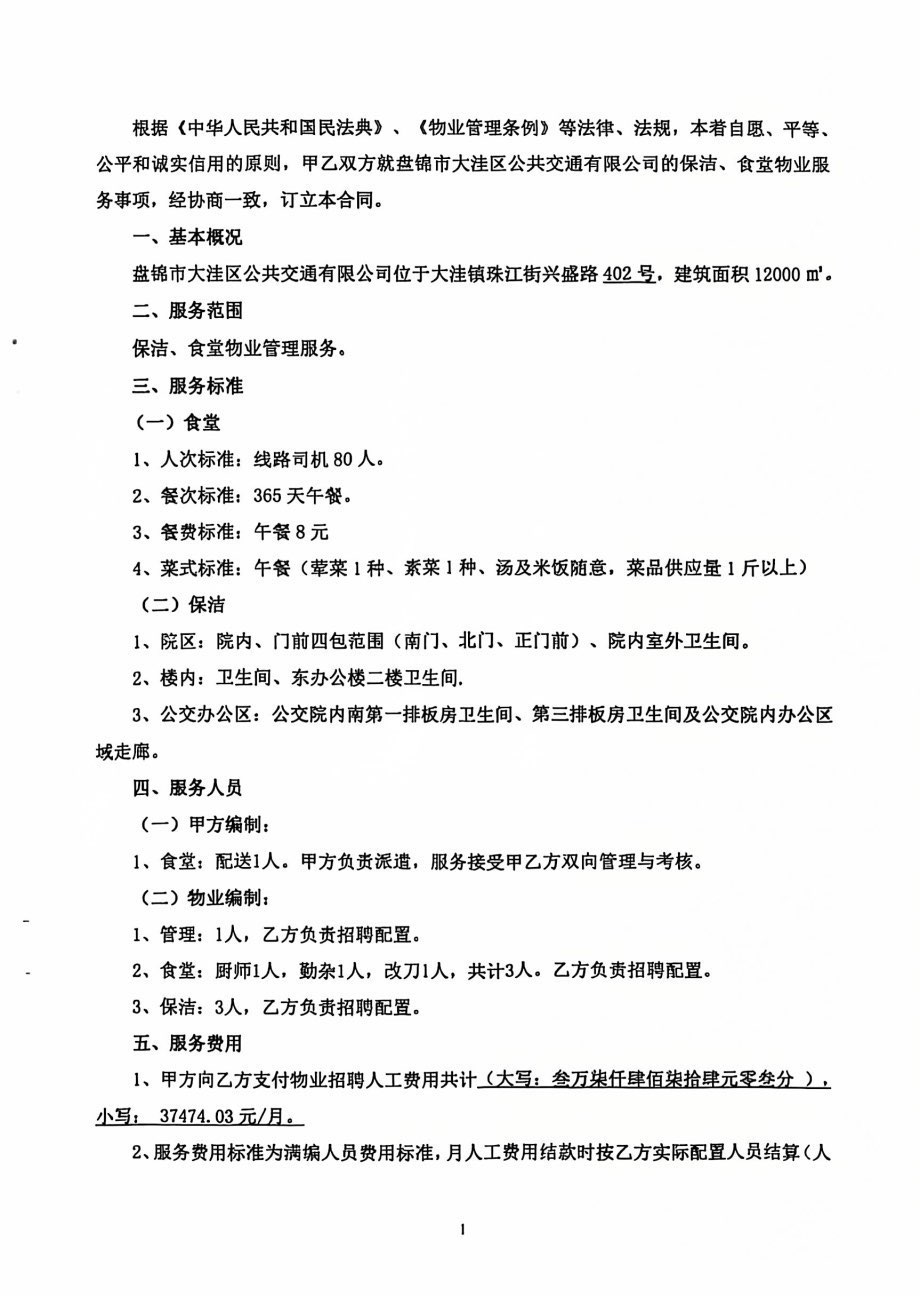 根据《中华人民共和国民法典》、《物业管理条例》等法律、法规，本着自愿、平等、
公平和诚实信用的原则，甲乙双方就盘锦市大洼区公共交通有限公司的保洁、食堂物业服
务事项，经协商一致，订立本合同。
一、基本概况
盘锦市大洼区公共交通有限公司位于大洼镇珠江街兴盛路 402 号，建筑面积 12000 ㎡。
二、服务范围
保洁、食堂物业管理服务。
三、服务标准
（一）食堂
1、人次标准：线路司机 80 人。
2、餐次标准：365 天午餐。
3、餐费标准：午餐 8 元
4、菜式标准：午餐（荤菜 1 种、素菜 1 种、汤及米饭随意，菜品供应量 1 斤以上）
（二）保洁
1、院区：院内、门前四包范围（南门、北门、正门前）、院内室外卫生间。
2、楼内：卫生间、东办公楼二楼卫生间.
3、公交办公区：公交院内南第一排板房卫生间、第三排板房卫生间及公交院内办公区
域走廊。
四、服务人员
（一）甲方编制：
1、食堂：配送1人。甲方负责派遣，服务接受甲乙方双向管理与考核。
（二）物业编制：
1、管理：1人，乙方负责招聘配置。
2、食堂：厨师1人，勤杂1人，改刀1人，共计3人。乙方负责招聘配置。
3、保洁：3人，乙方负责招聘配置。
五、服务费用
1、甲方向乙方支付物业招聘人工费用共计（大写：叁万柒仟肆佰柒拾肆元零叁分 ），
小写： 37474.03 元/月。
2、服务费用标准为满编人员费用标准，月人工费用结款时按乙方实际配置人员结算（人
1